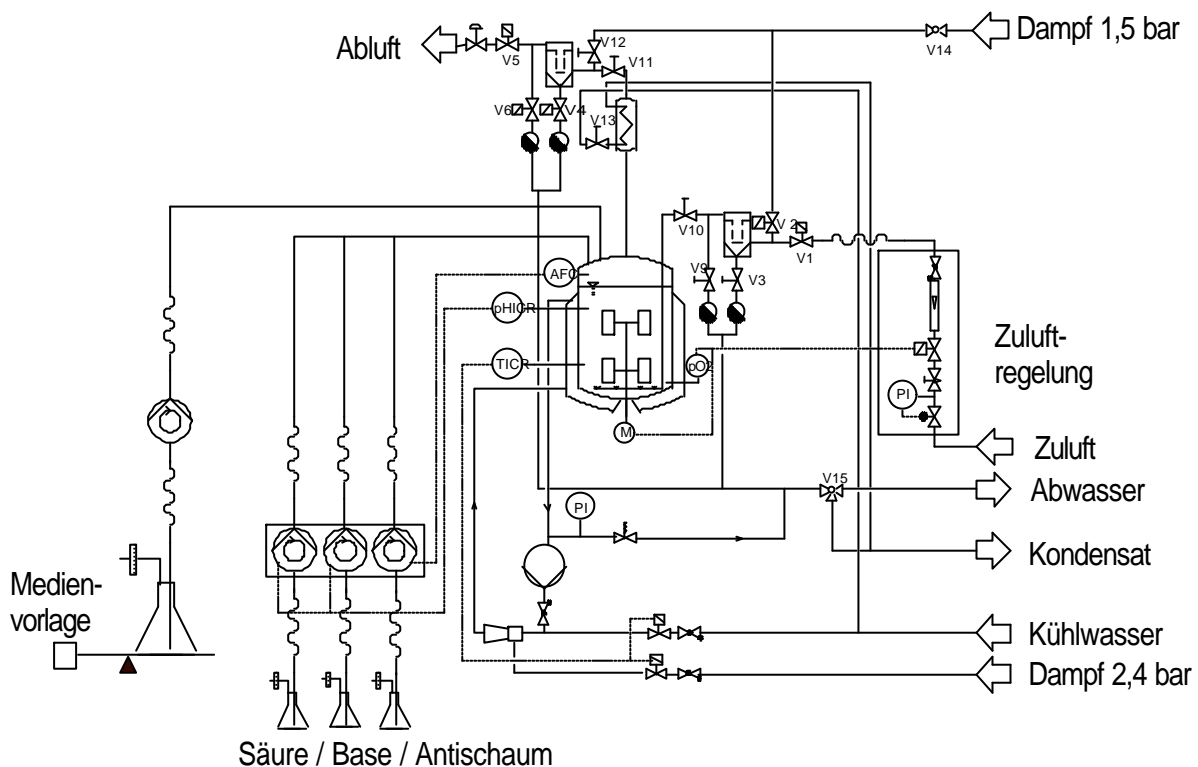 Abluft
V5
V12
V11
V14
Dampf 1,5 bar
V6
V4
V13
V10
V 2
V1
V9
V3
AFC
pHICR
TICR
pO2
M
PI
Zuluft-
regelung
Zuluft
V15
Abwasser
PI
Kondensat
Medien-
vorlage
Kühlwasser
Dampf 2,4 bar
Säure / Base / Antischaum